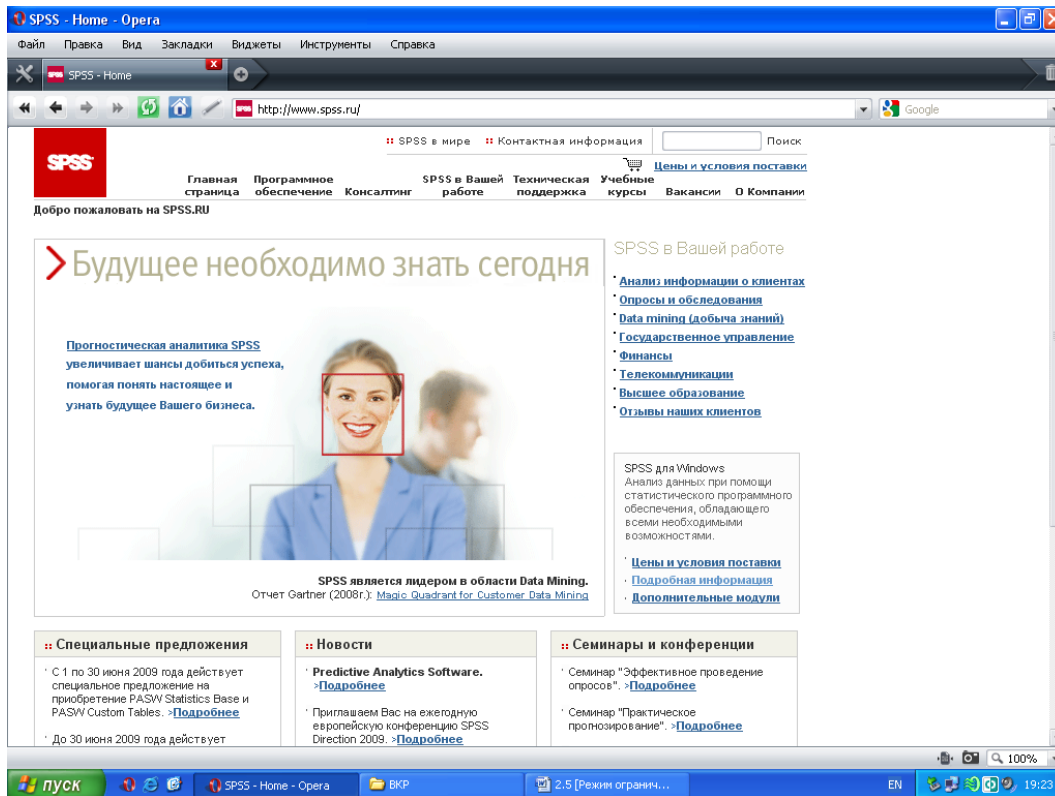 SPSS - Home - Opera
Файл Правка Вид Закладки Виджеты Инструменты Справка
SPSS - Home
http://www.spss.ru/
Google
SPSS
SPSS в мире
Контактная информация
Поиск
Цены и условия поставки
Главная страница
Программное обеспечение
Консалтинг
SPSS в Вашей работе
Техническая поддержка
Учебные курсы
Вакансии
О Компании
Добро пожаловать на SPSS.RU
Будущее необходимо знать сегодня
Прогностическая аналитика SPSS
увеличивает шансы добиться успеха,
помогая понять настоящее и
узнать будущее Вашего бизнеса.
SPSS является лидером в области Data Mining.
Отчет Gartner (2008г.): Magic Quadrant for Customer Data Mining
SPSS в Вашей работе
Анализ информации о клиентах
Опросы и обследования
Data mining (добыча знаний)
Государственное управление
Финансы
Телекоммуникации
Высшее образование
Отзывы наших клиентов
SPSS для Windows
Анализ данных при помощи
статистического программного
обеспечения, обладающего
всеми необходимыми
возможностями.
Цены и условия поставки
Подробная информация
Дополнительные модули
Специальные предложения
С 1 по 30 июня 2009 года действует
специальное предложение на
приобретение PASW Statistics Base и
PASW Custom Tables. >Подробнее
До 30 июня 2009 года действует
Новости
Predictive Analytics Software.
>Подробнее
Приглашаем Вас на ежегодную
европейскую конференцию SPSS
Direction 2009. >Подробнее
Семинары и конференции
Семинар "Эффективное проведение
опросов". >Подробнее
Семинар "Практическое
прогнозирование". >Подробнее
100%
пуск
SPSS - Home - Opera
ВКР
2.5 [Режим огранич...
EN
19:23